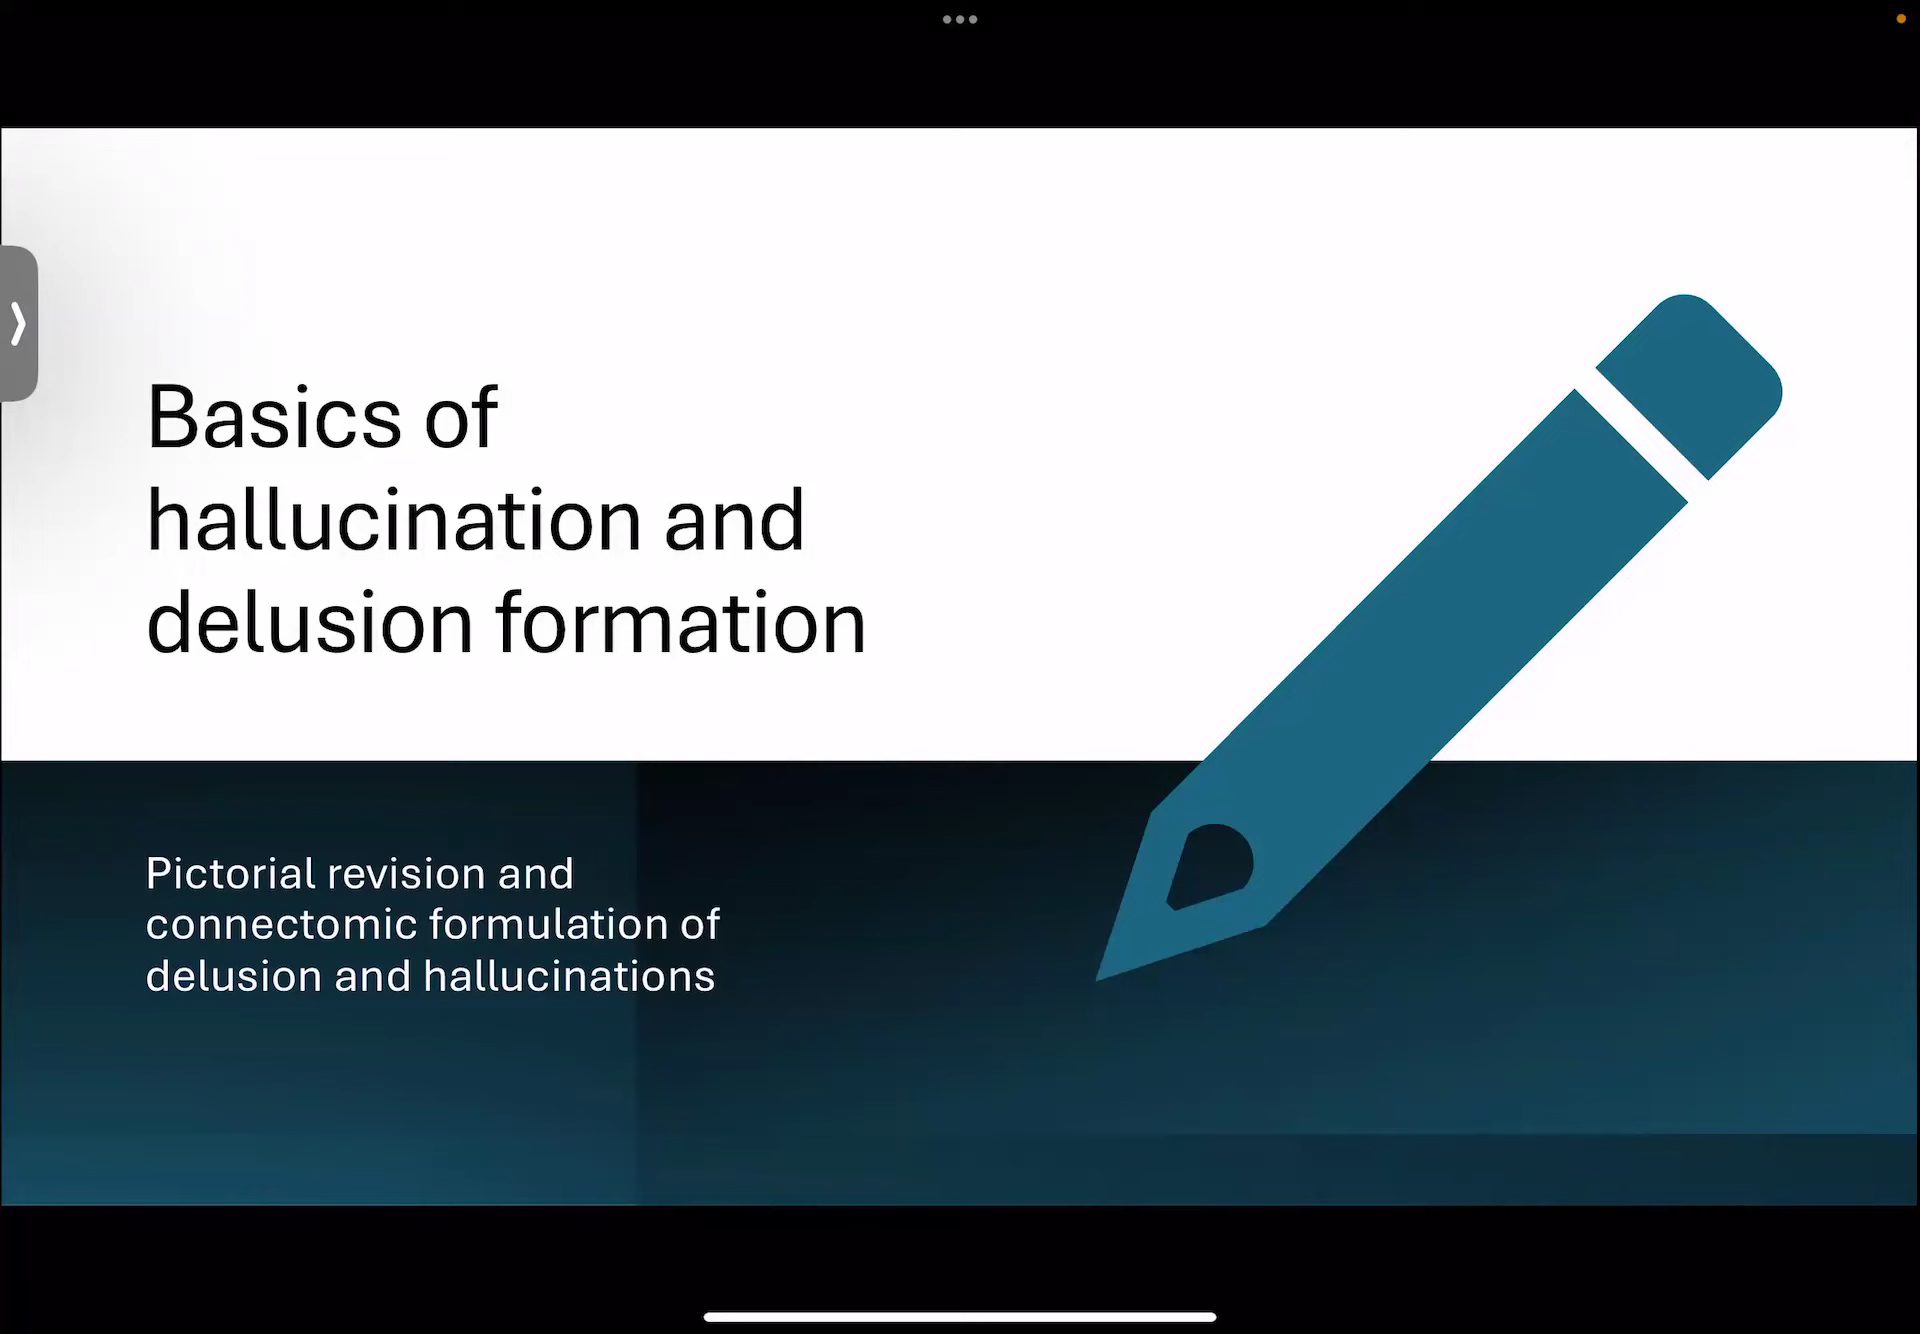 Basics of
hallucination and
delusion formation
Pictorial revision and
connectomic formulation of
delusion and hallucinations